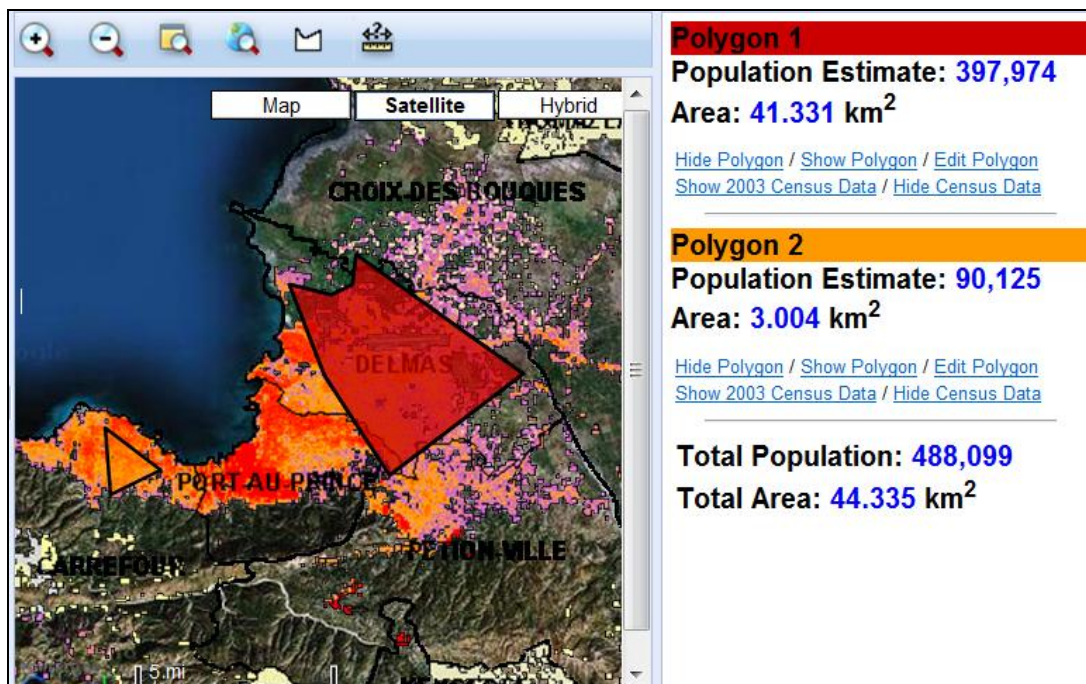 Map
Satellite
Hybrid
CROIX-DES-BOUQUES
DELMAS
PORT-AU-PRINCE
PETION-VILLE
CARREFOUR
5 mi
Polygon 1
Population Estimate: 397,974
Area: 41.331 km²
Hide Polygon / Show Polygon / Edit Polygon
Show 2003 Census Data / Hide Census Data
Polygon 2
Population Estimate: 90,125
Area: 3.004 km²
Hide Polygon / Show Polygon / Edit Polygon
Show 2003 Census Data / Hide Census Data
Total Population: 488,099
Total Area: 44.335 km²